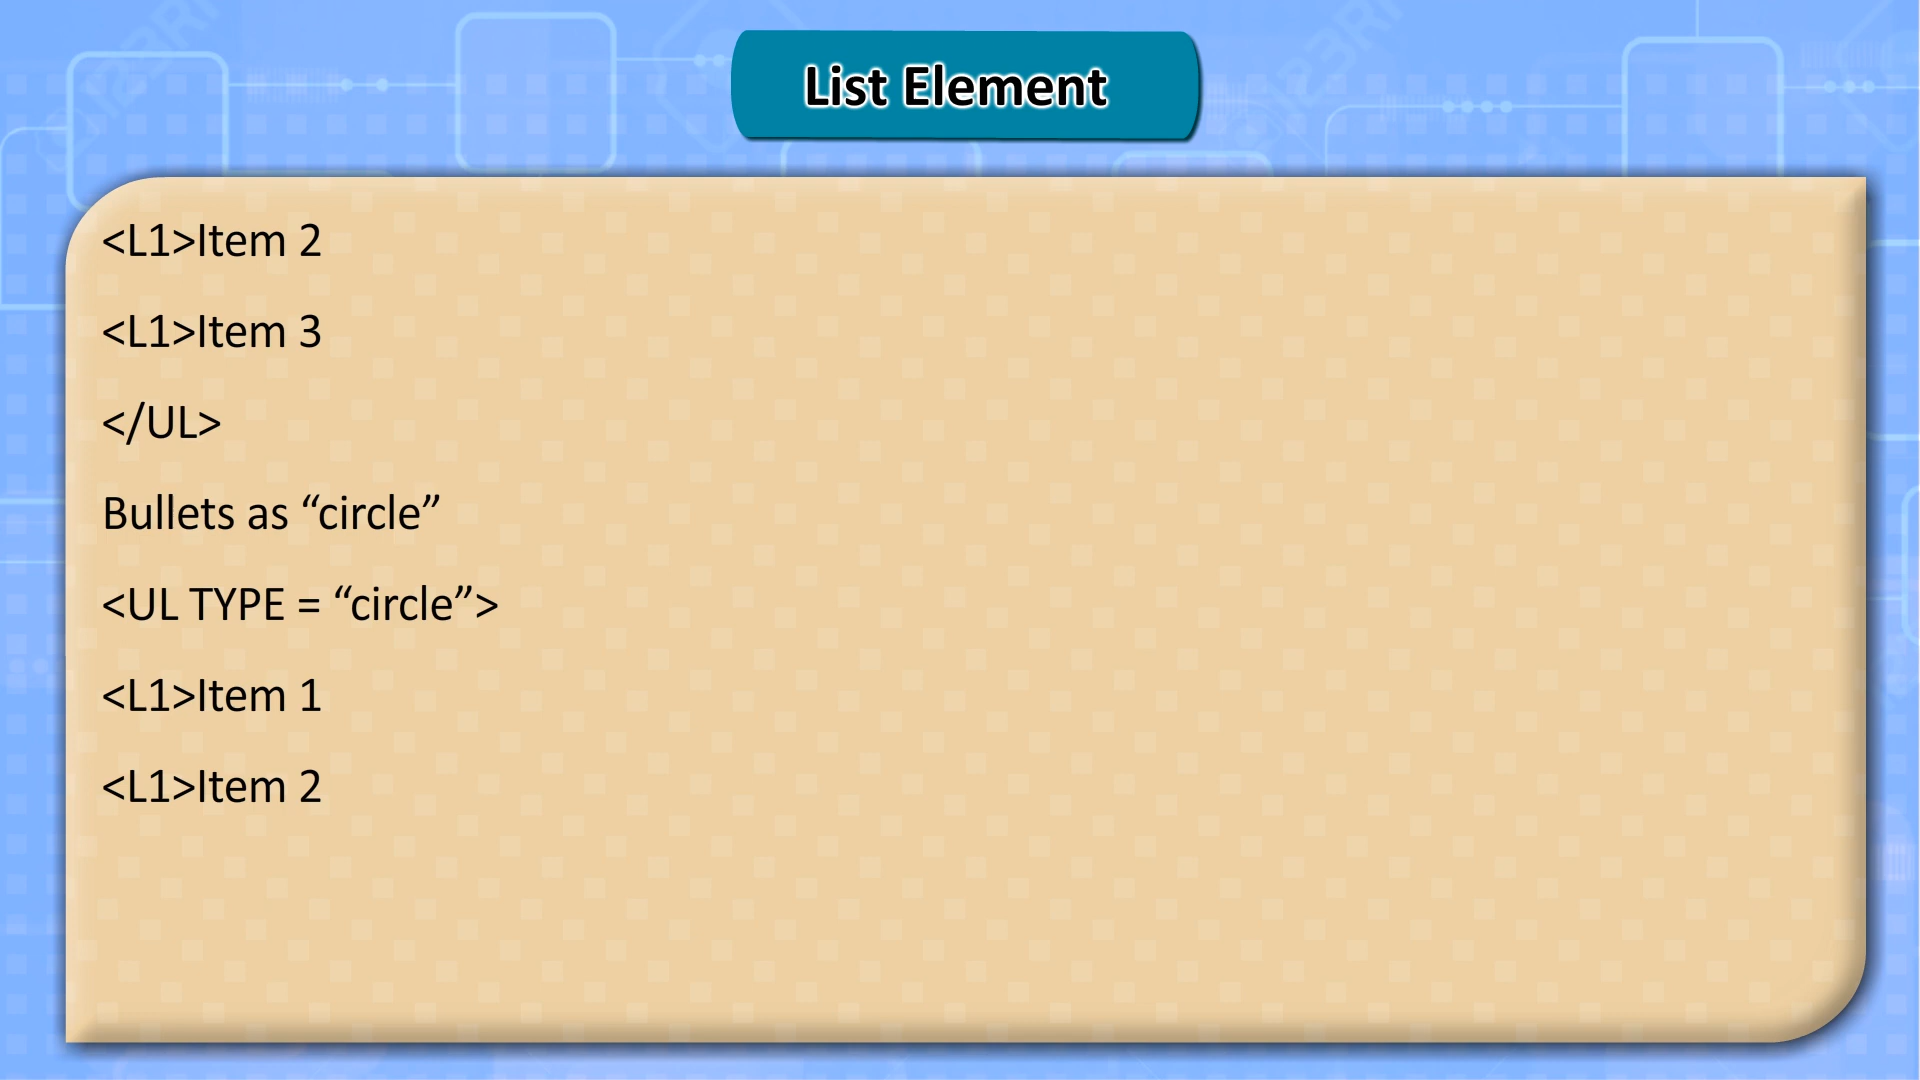 List Element
<L1>Item 2
<L1>Item 3
</UL>
Bullets as “circle”
<UL TYPE = “circle”>
<L1>Item 1
<L1>Item 2